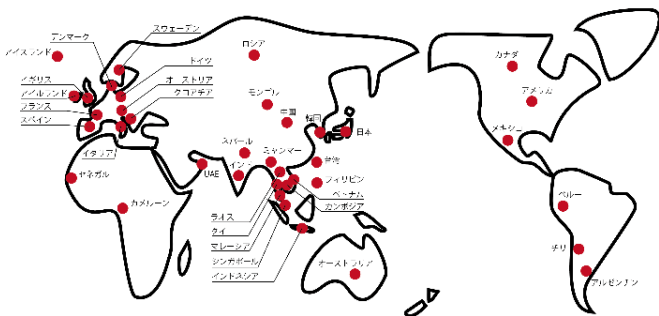 スウェーデン
デンマーク
アイスランド
ドイツ
ロシア
カナダ
イギリス
オーストリア
アイルランド
クロアチア
アメリカ
フランス
モンゴル
スペイン
中国
韓国
日本
メキシコ
イタリア
ネパール
ミャンマー
台湾
UAE
インド
セネガル
フィリピン
ベトナム
カメルーン
カンボジア
ペルー
ラオス
タイ
マレーシア
シンガポール
オーストラリア
チリ
インドネシア
アルゼンチン